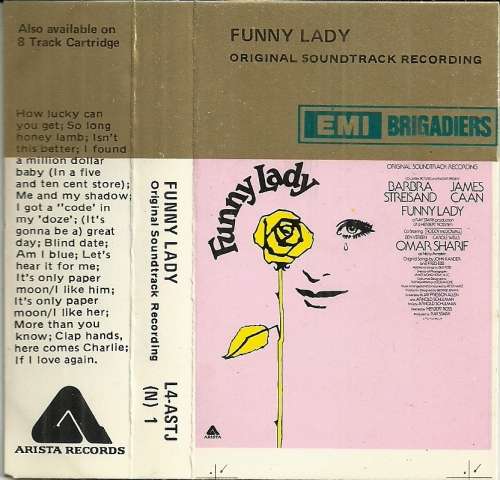 Also available on
8 Track Cartridge
How lucky can
you get; So long
honey lamb; Isn't
this better; I found
a million dollar
baby (In a five
and ten cent store);
Me and my shadow;
I got a "code' in
my 'doze'; (It's
gonna be a) great
day; Blind date;
Am I blue; Let's
hear it for me;
It's only paper
moon/I like him;
It's only paper
moon/I like her;
More than you
know; Clap hands,
here comes Charlie;
If I love again.
ARISTA RECORDS
FUNNY LADY
Original Soundtrack Recording
L4-ASTJ
(N) 1
FUNNY LADY
ORIGINAL SOUNDTRACK RECORDING
EMI BRIGADIERS
Funny Lady
ORIGINAL SOUNDTRACK RECORDING
BARBRA JAMES
STREISAND CAAN
FUNNY LADY
OMAR SHARIF
ARISTA